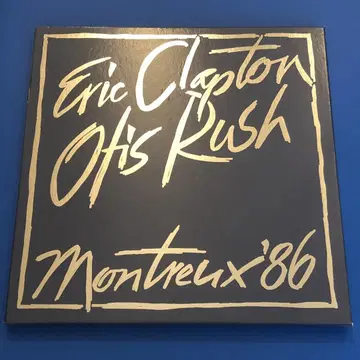 Eric Clapton
Otis Rush
Montreux '86